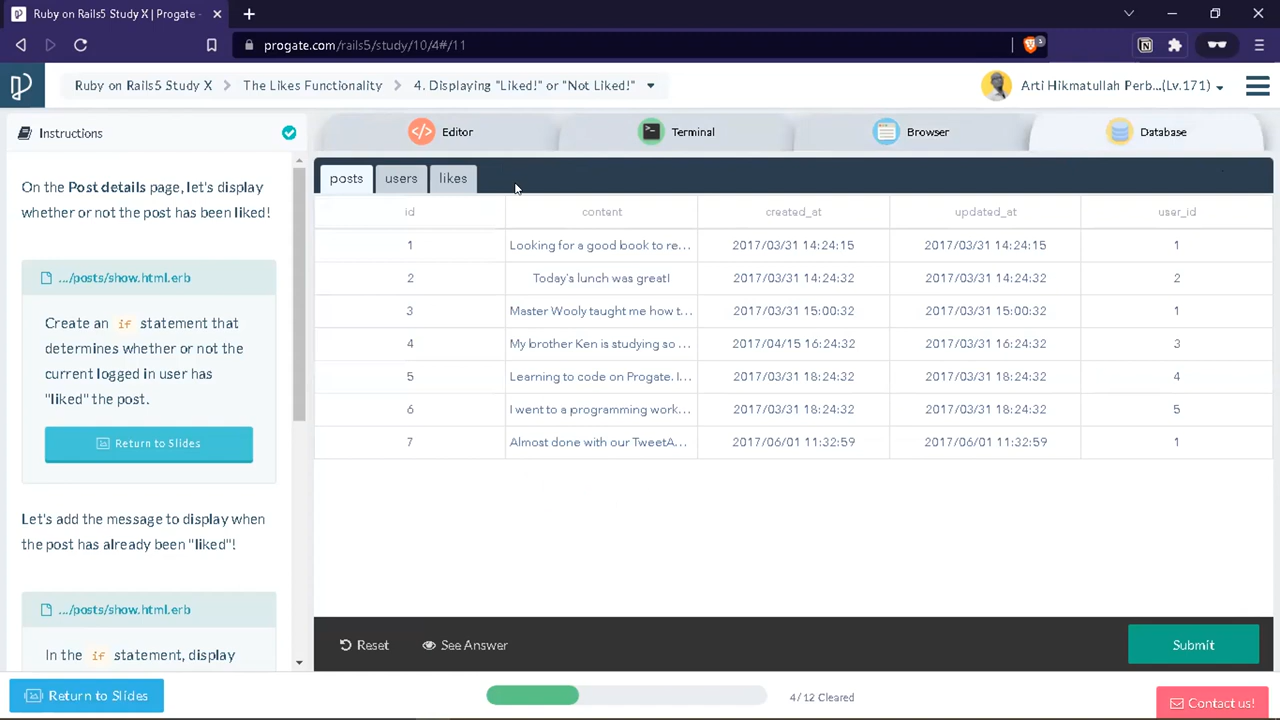 Ruby on Rails5 Study X | Progate -
progate.com/rails5/study/10/4#/11
3
Ruby on Rails5 Study X
The Likes Functionality
4. Displaying "Liked!" or "Not Liked!"
Arti Hikmatullah Perb...(Lv.171)
Instructions
Editor
Terminal
Browser
Database
On the Post details page, let's display
whether or not the post has been liked!
.../posts/show.html.erb
Create an if statement that
determines whether or not the
current logged in user has
"liked" the post.
Return to Slides
Let's add the message to display when
the post has already been "liked"!
.../posts/show.html.erb
In the if statement, display
posts users likes
id content created_at updated_at user_id
1 Looking for a good book to re... 2017/03/31 14:24:15 2017/03/31 14:24:15 1
2 Today's lunch was great! 2017/03/31 14:24:32 2017/03/31 14:24:32 2
3 Master Wooly taught me how t... 2017/03/31 15:00:32 2017/03/31 15:00:32 1
4 My brother Ken is studying so ... 2017/04/15 16:24:32 2017/03/31 16:24:32 3
5 Learning to code on Progate. I... 2017/03/31 18:24:32 2017/03/31 18:24:32 4
6 I went to a programming work... 2017/03/31 18:24:32 2017/03/31 18:24:32 5
7 Almost done with our TweetA... 2017/06/01 11:32:59 2017/06/01 11:32:59 1
Reset
See Answer
Submit
Return to Slides
4/12 Cleared
Contact us!